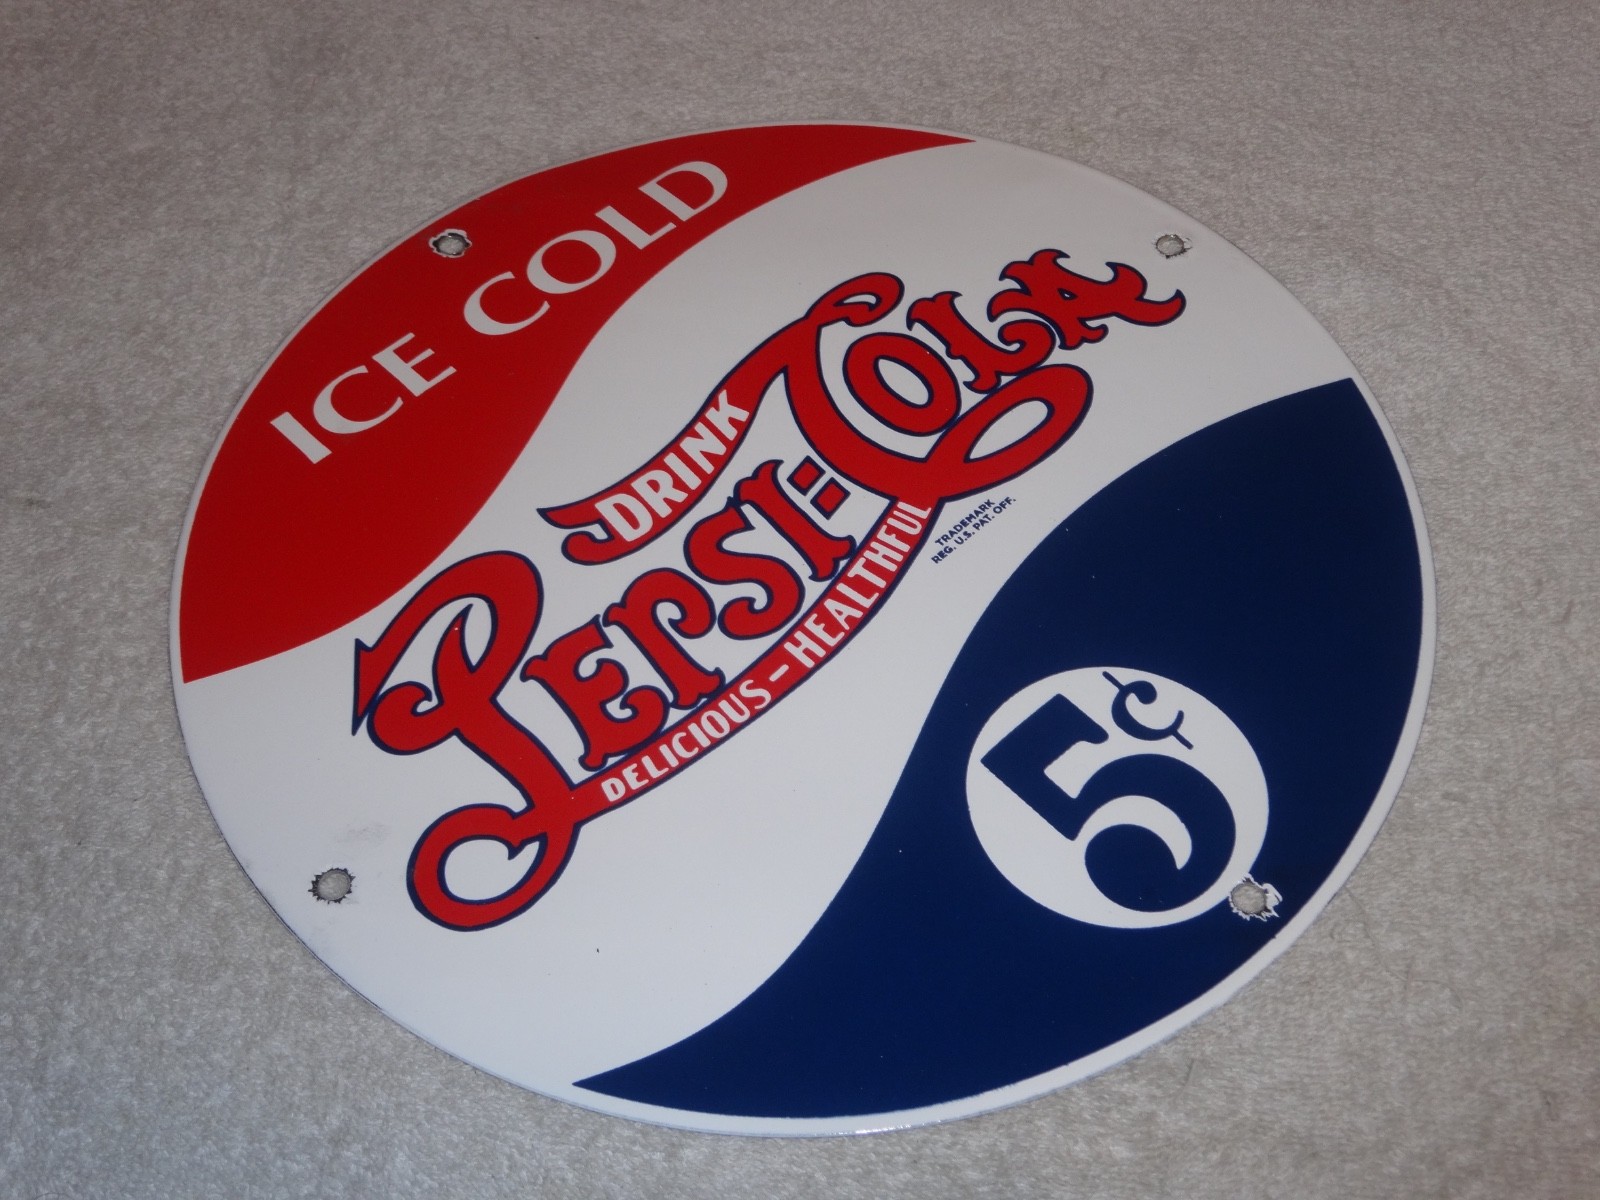 ICE COLD
DRINK
PEPSI=COLA
DELICIOUS-HEALTHFUL
TRADEMARK
REG. U.S. PAT. OFF.
5¢